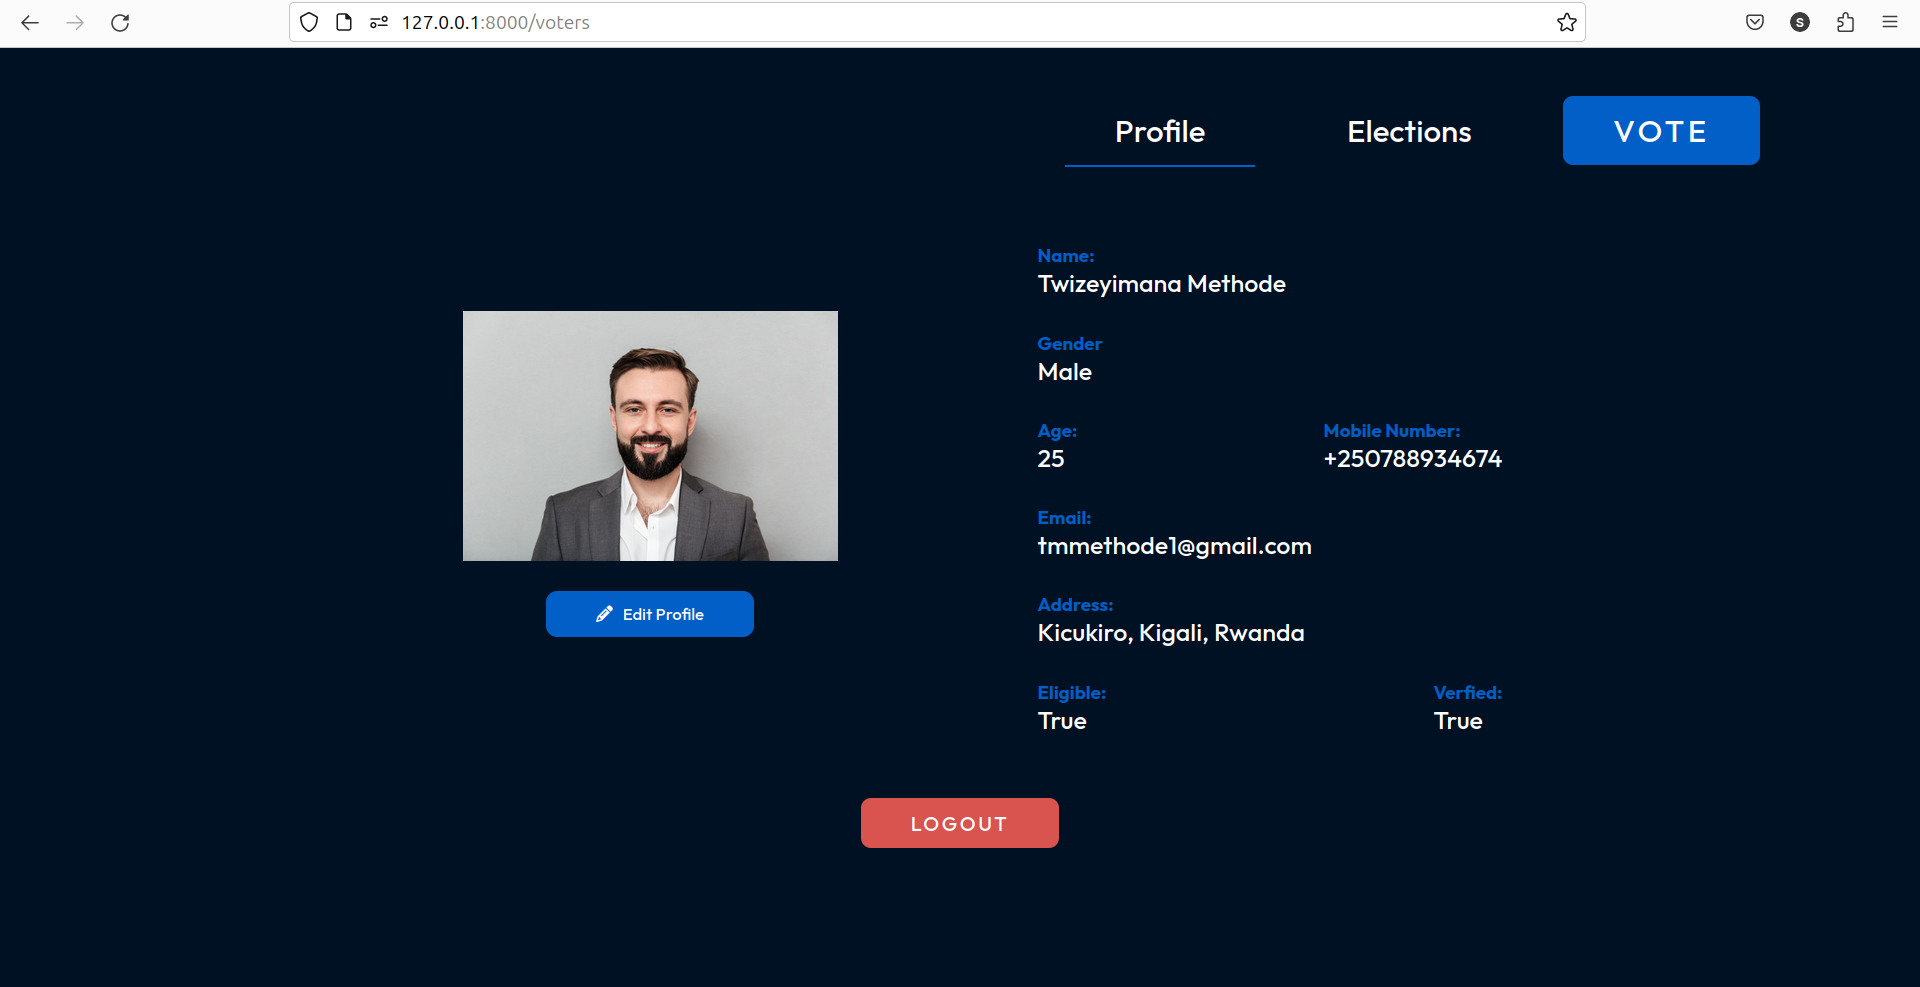 127.0.0.1:8000/voters
S
Profile
Elections
VOTE
Name:
Twizeyimana Methode
Gender
Male
Age:
25
Mobile Number:
+250788934674
Email:
tmmethode1@gmail.com
Address:
Kicukiro, Kigali, Rwanda
Eligible:
True
Verfied:
True
Edit Profile
LOGOUT